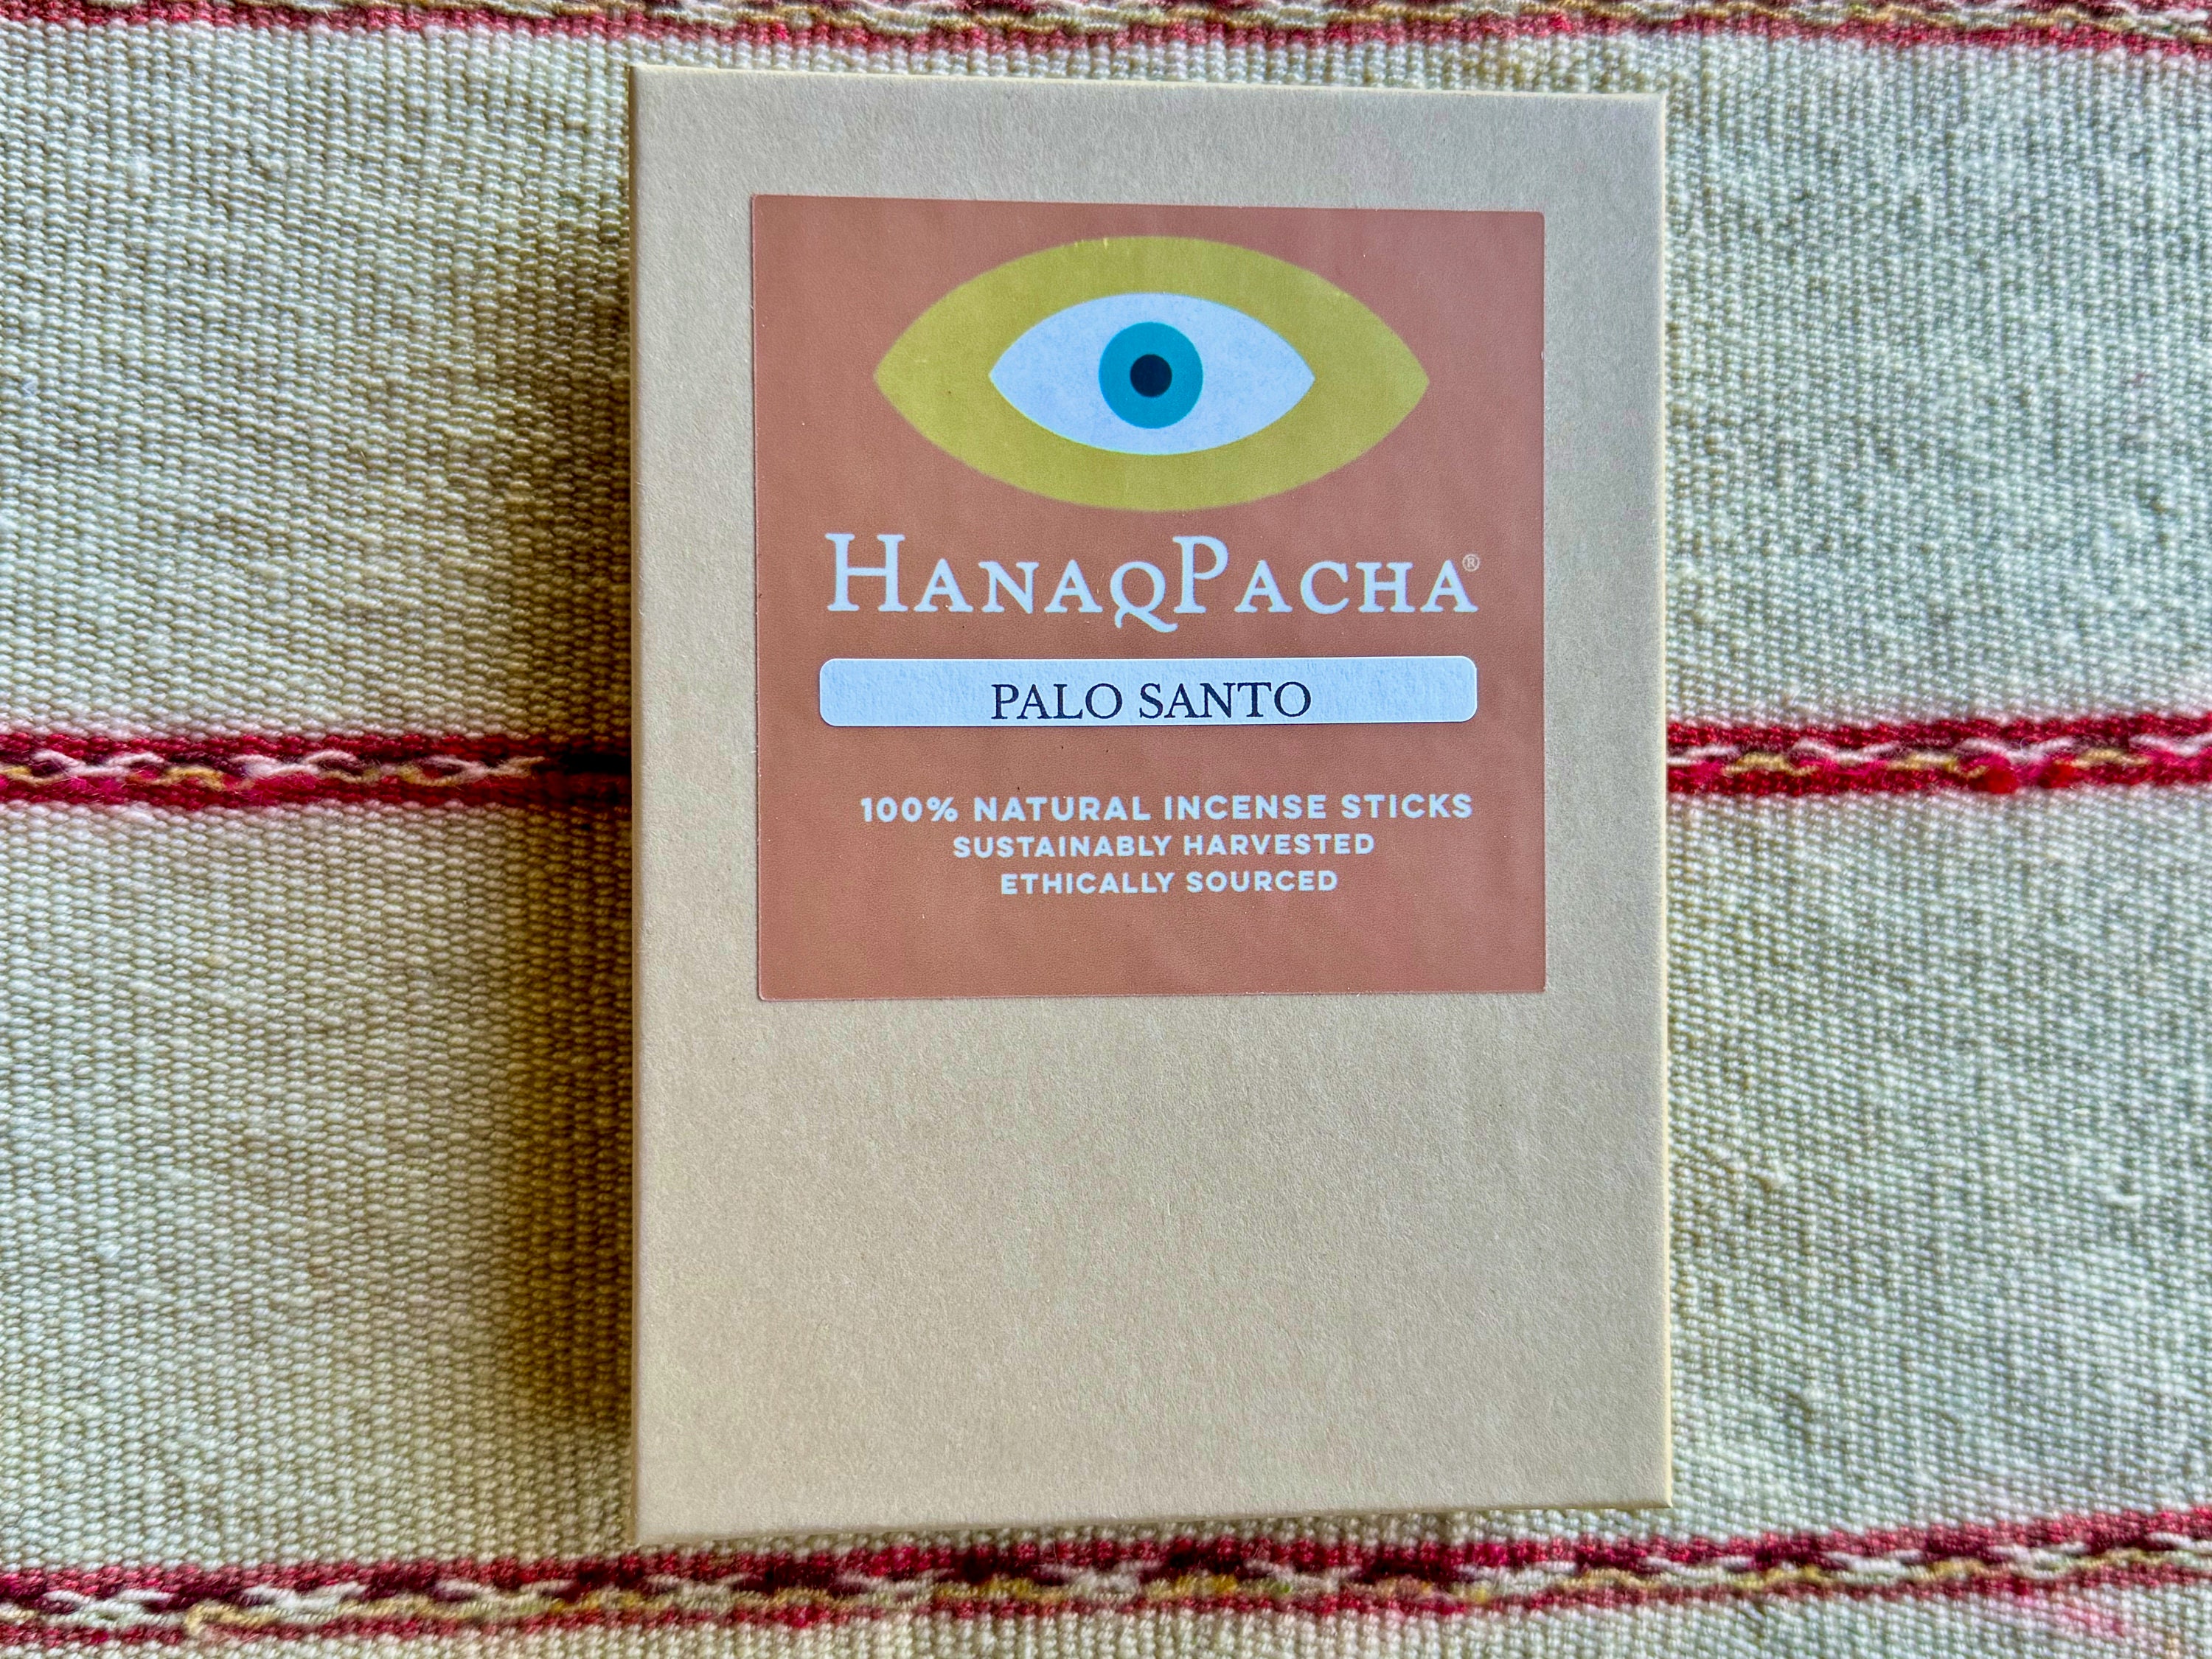 HanaqPacha®
PALO SANTO
100% NATURAL INCENSE STICKS
SUSTAINABLY HARVESTED
ETHICALLY SOURCED